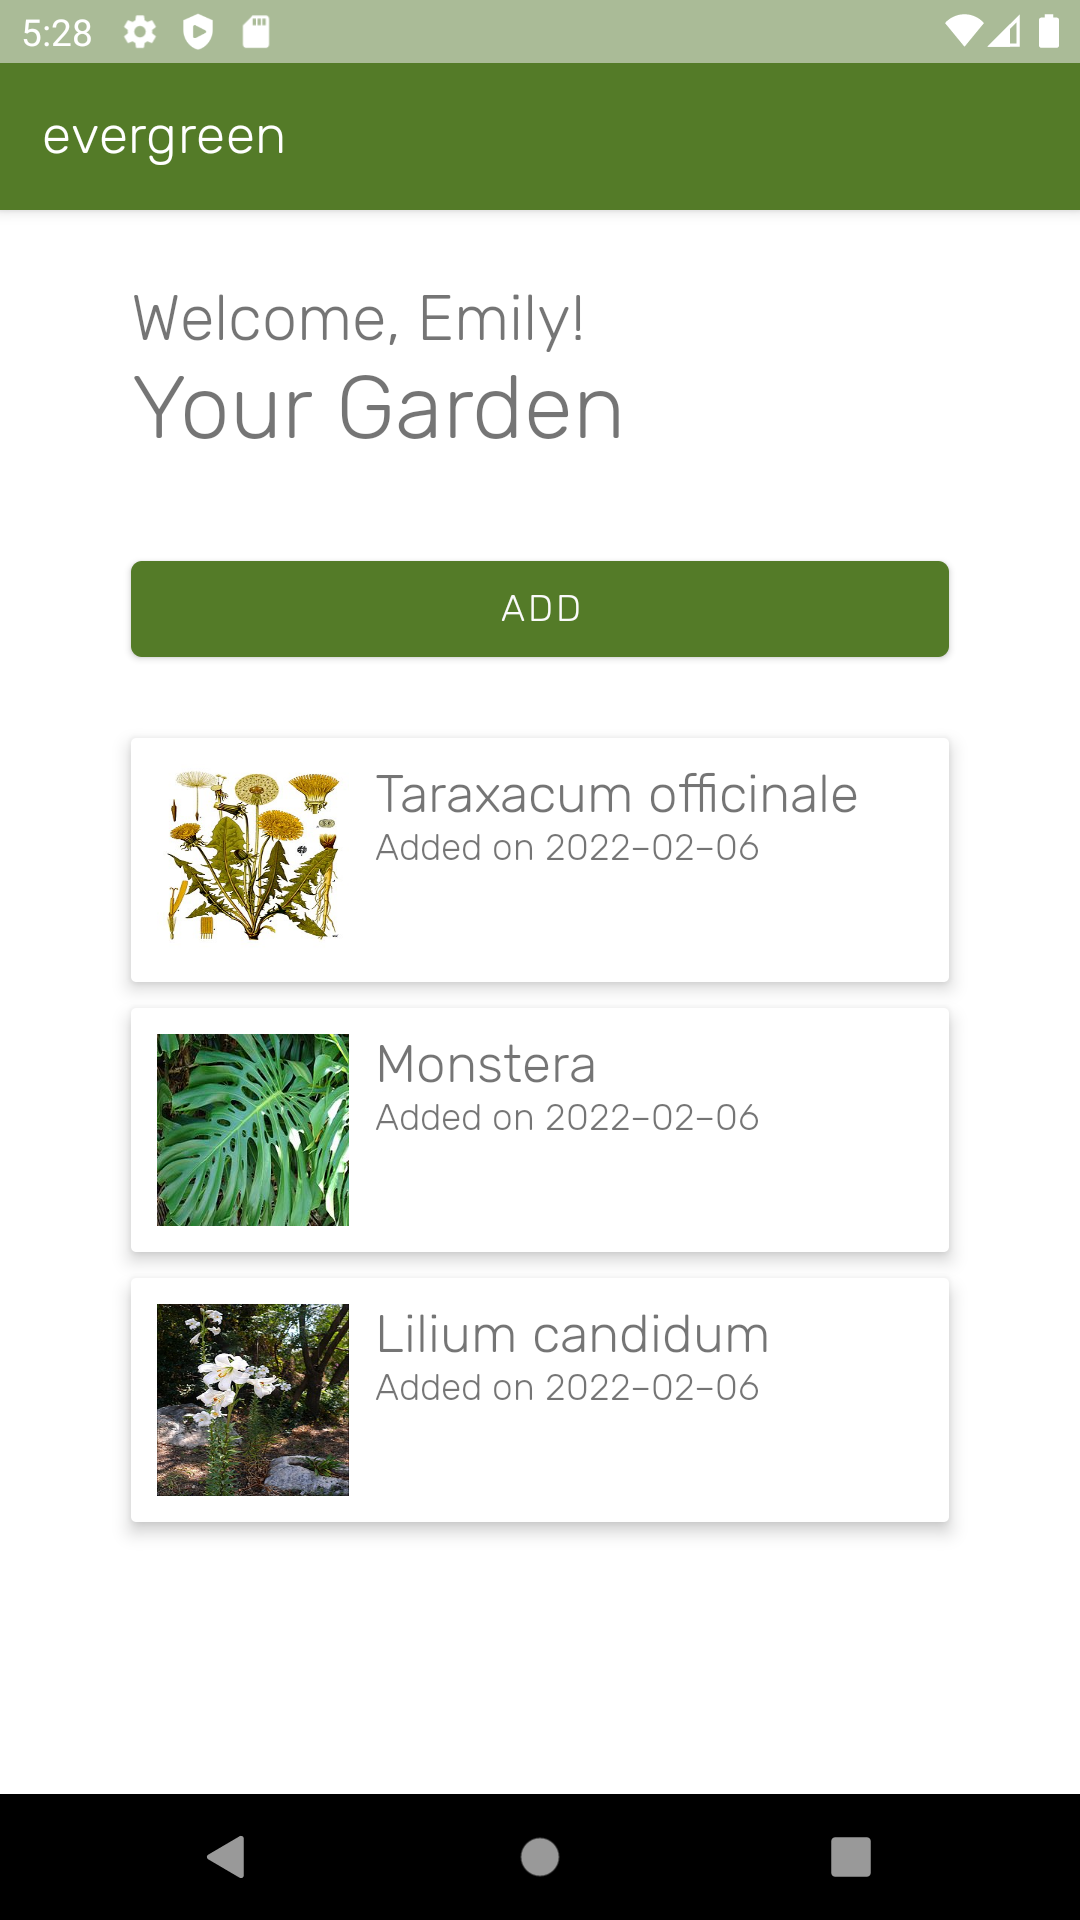 5:28
evergreen
Welcome, Emily!
Your Garden
ADD
Taraxacum officinale
Added on 2022-02-06
Monstera
Added on 2022-02-06
Lilium candidum
Added on 2022-02-06